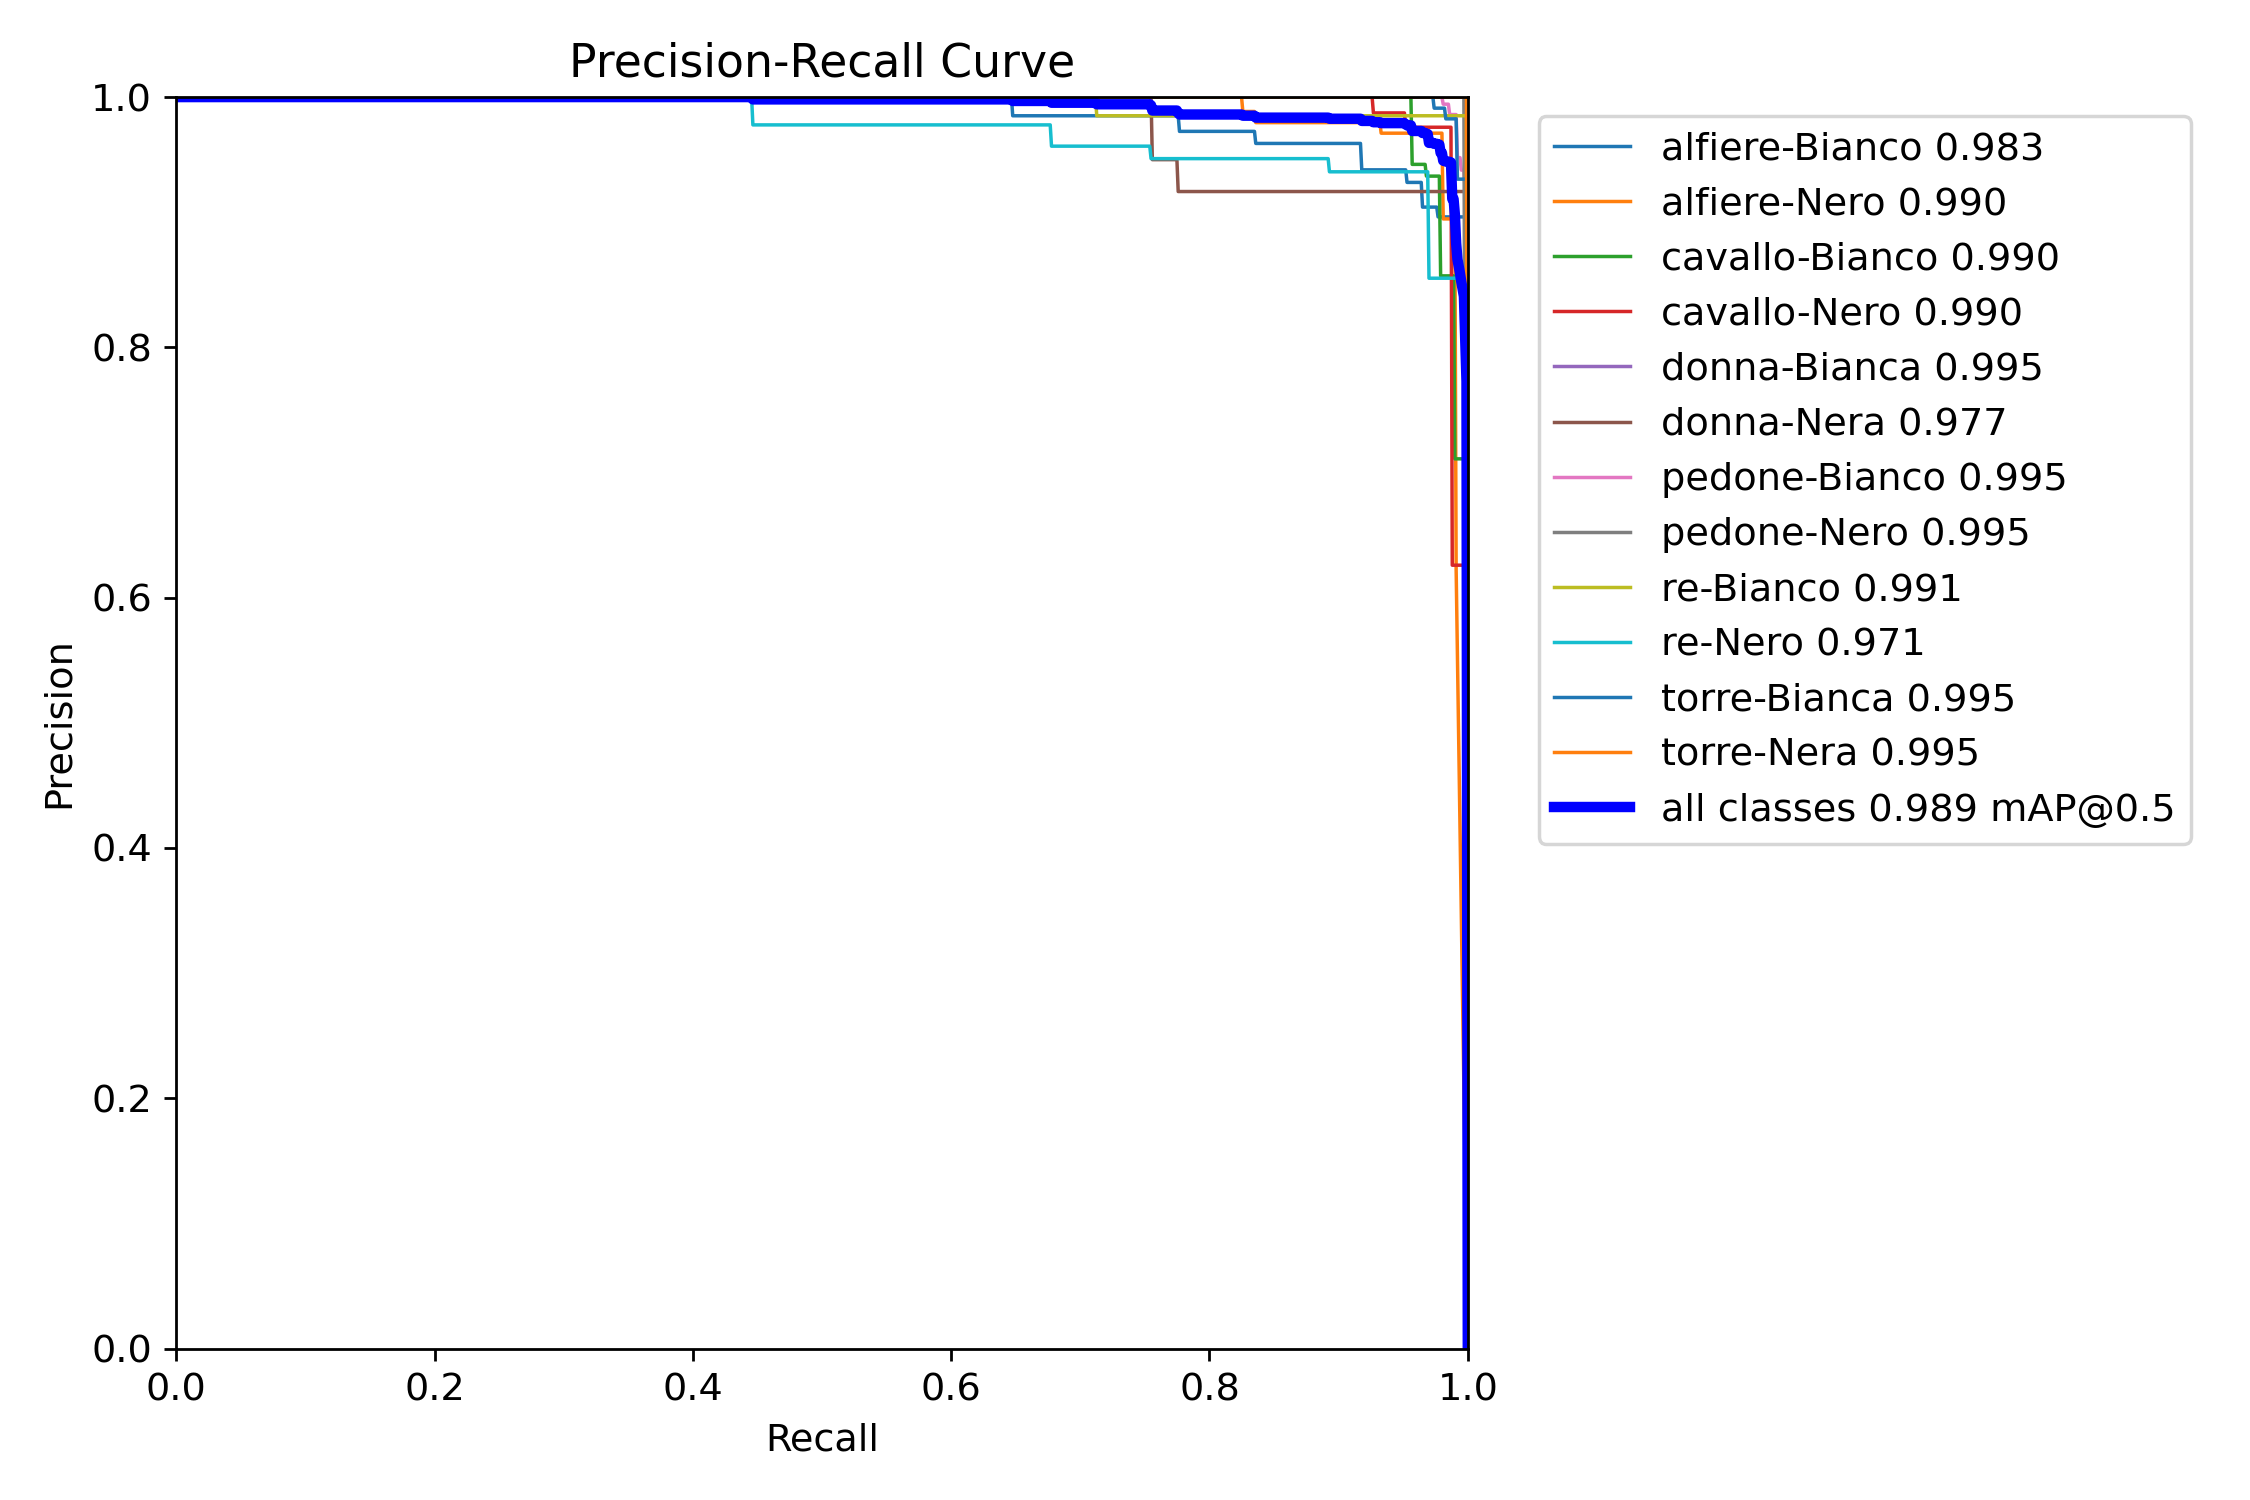 Precision-Recall Curve
1.0
0.8
0.6
0.4
0.2
0.0
Precision
0.0 0.2 0.4 0.6 0.8 1.0
Recall
alfiere-Bianco 0.983
alfiere-Nero 0.990
cavallo-Bianco 0.990
cavallo-Nero 0.990
donna-Bianca 0.995
donna-Nera 0.977
pedone-Bianco 0.995
pedone-Nero 0.995
re-Bianco 0.991
re-Nero 0.971
torre-Bianca 0.995
torre-Nera 0.995
all classes 0.989 mAP@0.5